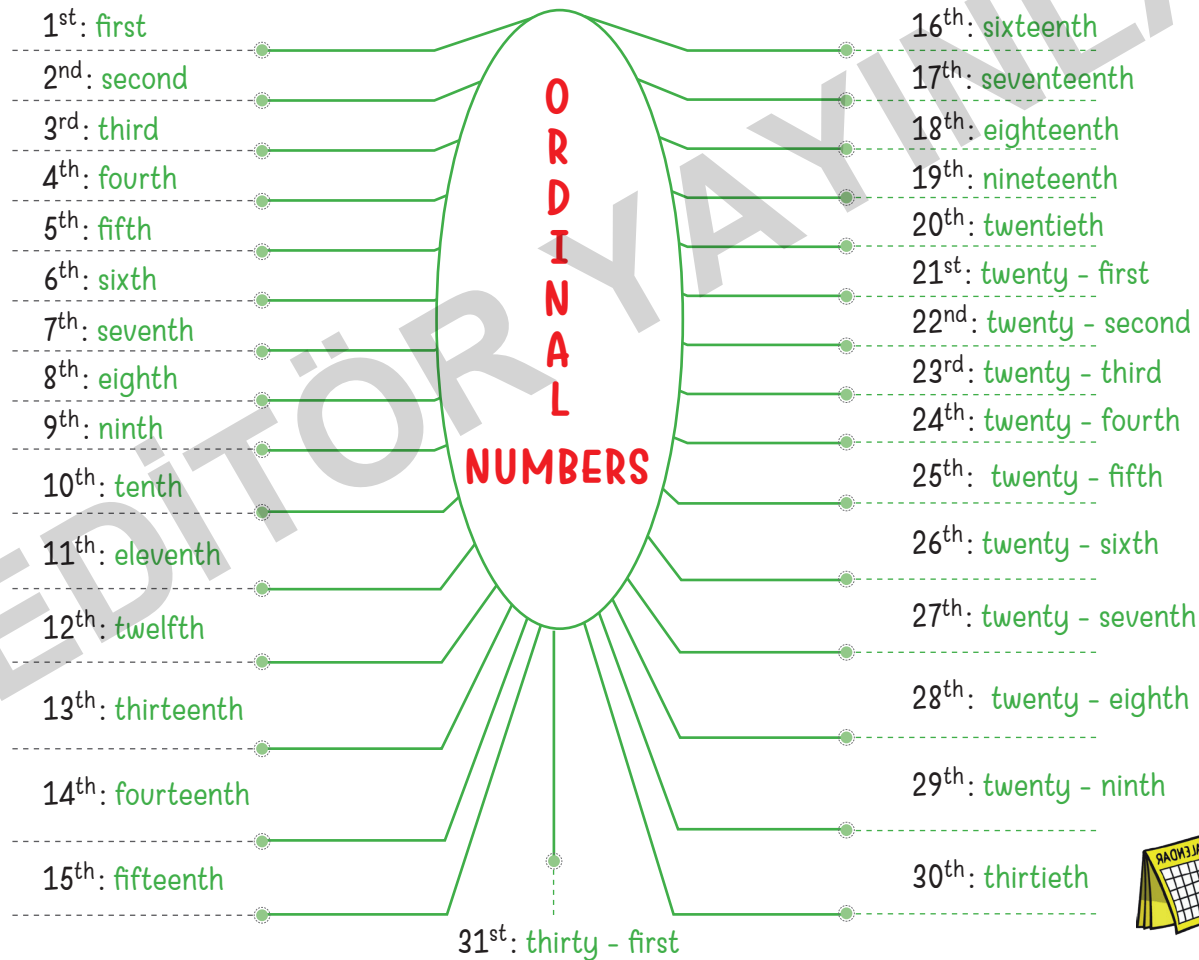 1st: first
2nd: second
3rd: third
4th: fourth
5th: fifth
6th: sixth
7th: seventh
8th: eighth
9th: ninth
10th: tenth
11th: eleventh
12th: twelfth
13th: thirteenth
14th: fourteenth
15th: fifteenth
ORDINAL
NUMBERS
16th: sixteenth
17th: seventeenth
18th: eighteenth
19th: nineteenth
20th: twentieth
21st: twenty - first
22nd: twenty - second
23rd: twenty - third
24th: twenty - fourth
25th: twenty - fifth
26th: twenty - sixth
27th: twenty - seventh
28th: twenty - eighth
29th: twenty - ninth
30th: thirtieth
31st: thirty - first
EDİTÖR